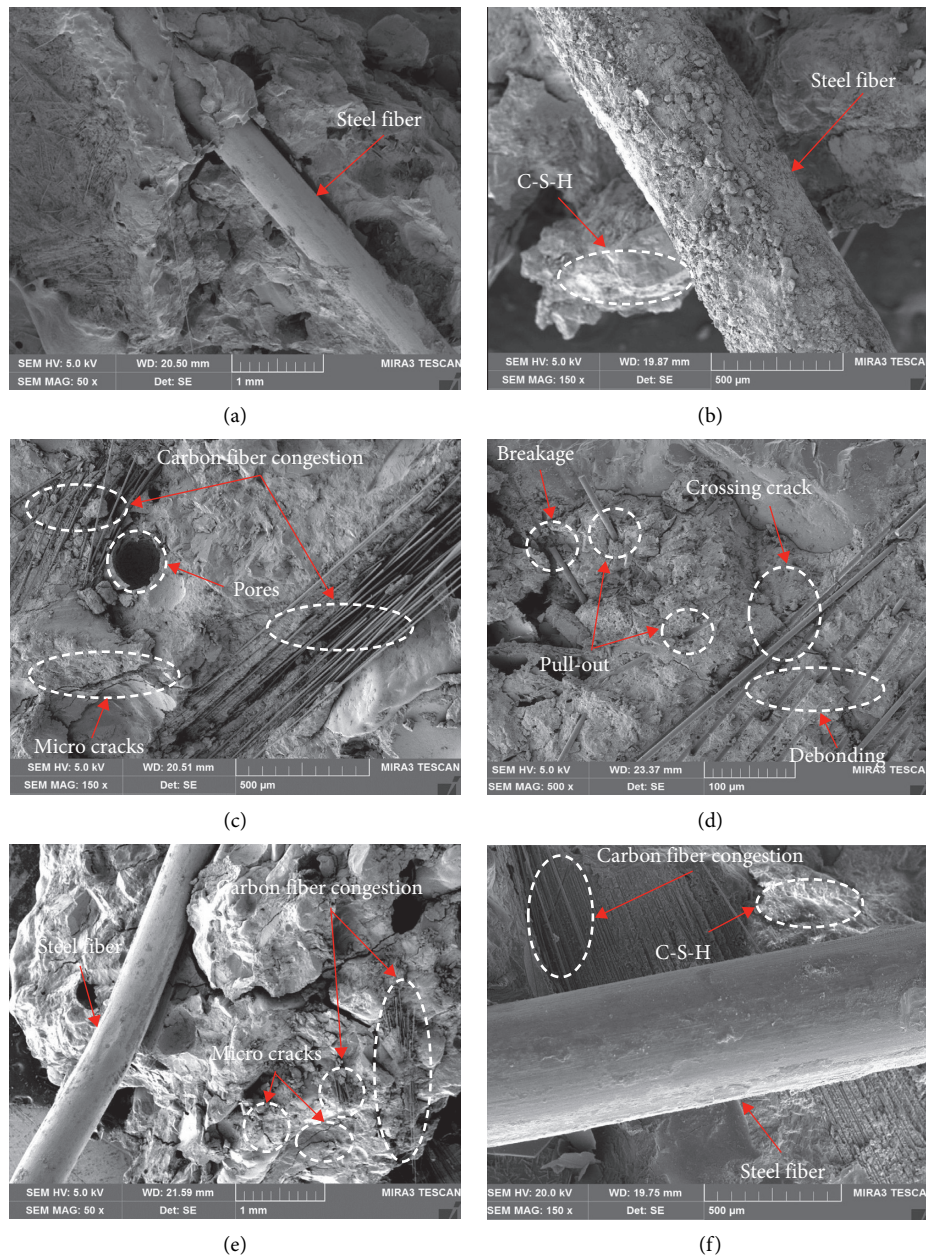 Steel fiber
SEM HV: 5.0 kV WD: 20.50 mm MIRA3 TESCAN
SEM MAG: 50 x Det: SE 1 mm
(a)
Steel fiber
C-S-H
SEM HV: 5.0 kV WD: 19.87 mm MIRA3 TESCAN
SEM MAG: 150 x Det: SE 500 µm
(b)
Carbon fiber congestion
Pores
Micro cracks
SEM HV: 5.0 kV WD: 20.51 mm MIRA3 TESCAN
SEM MAG: 150 x Det: SE 500 µm
(c)
Breakage
Crossing crack
Pull-out
Debonding
SEM HV: 5.0 kV WD: 23.37 mm MIRA3 TESCAN
SEM MAG: 500 x Det: SE 100 µm
(d)
Carbon fiber congestion
Steel fiber
Micro cracks
SEM HV: 5.0 kV WD: 21.59 mm MIRA3 TESCAN
SEM MAG: 50 x Det: SE 1 mm
(e)
Carbon fiber congestion
C-S-H
Steel fiber
SEM HV: 20.0 kV WD: 19.75 mm MIRA3 TESCAN
SEM MAG: 150 x Det: SE 500 µm
(f)